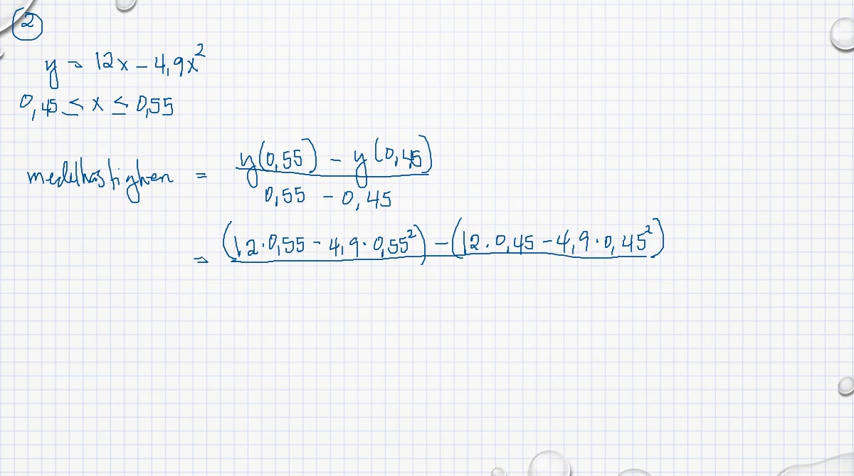 2
y = 12x - 4,9x²
0,45 ≤ x ≤ 0,55
medelhastigheten = y(0,55) - y(0,45)
0,55 - 0,45
= (12·0,55 - 4,9·0,55²) - (12·0,45 - 4,9·0,45²)